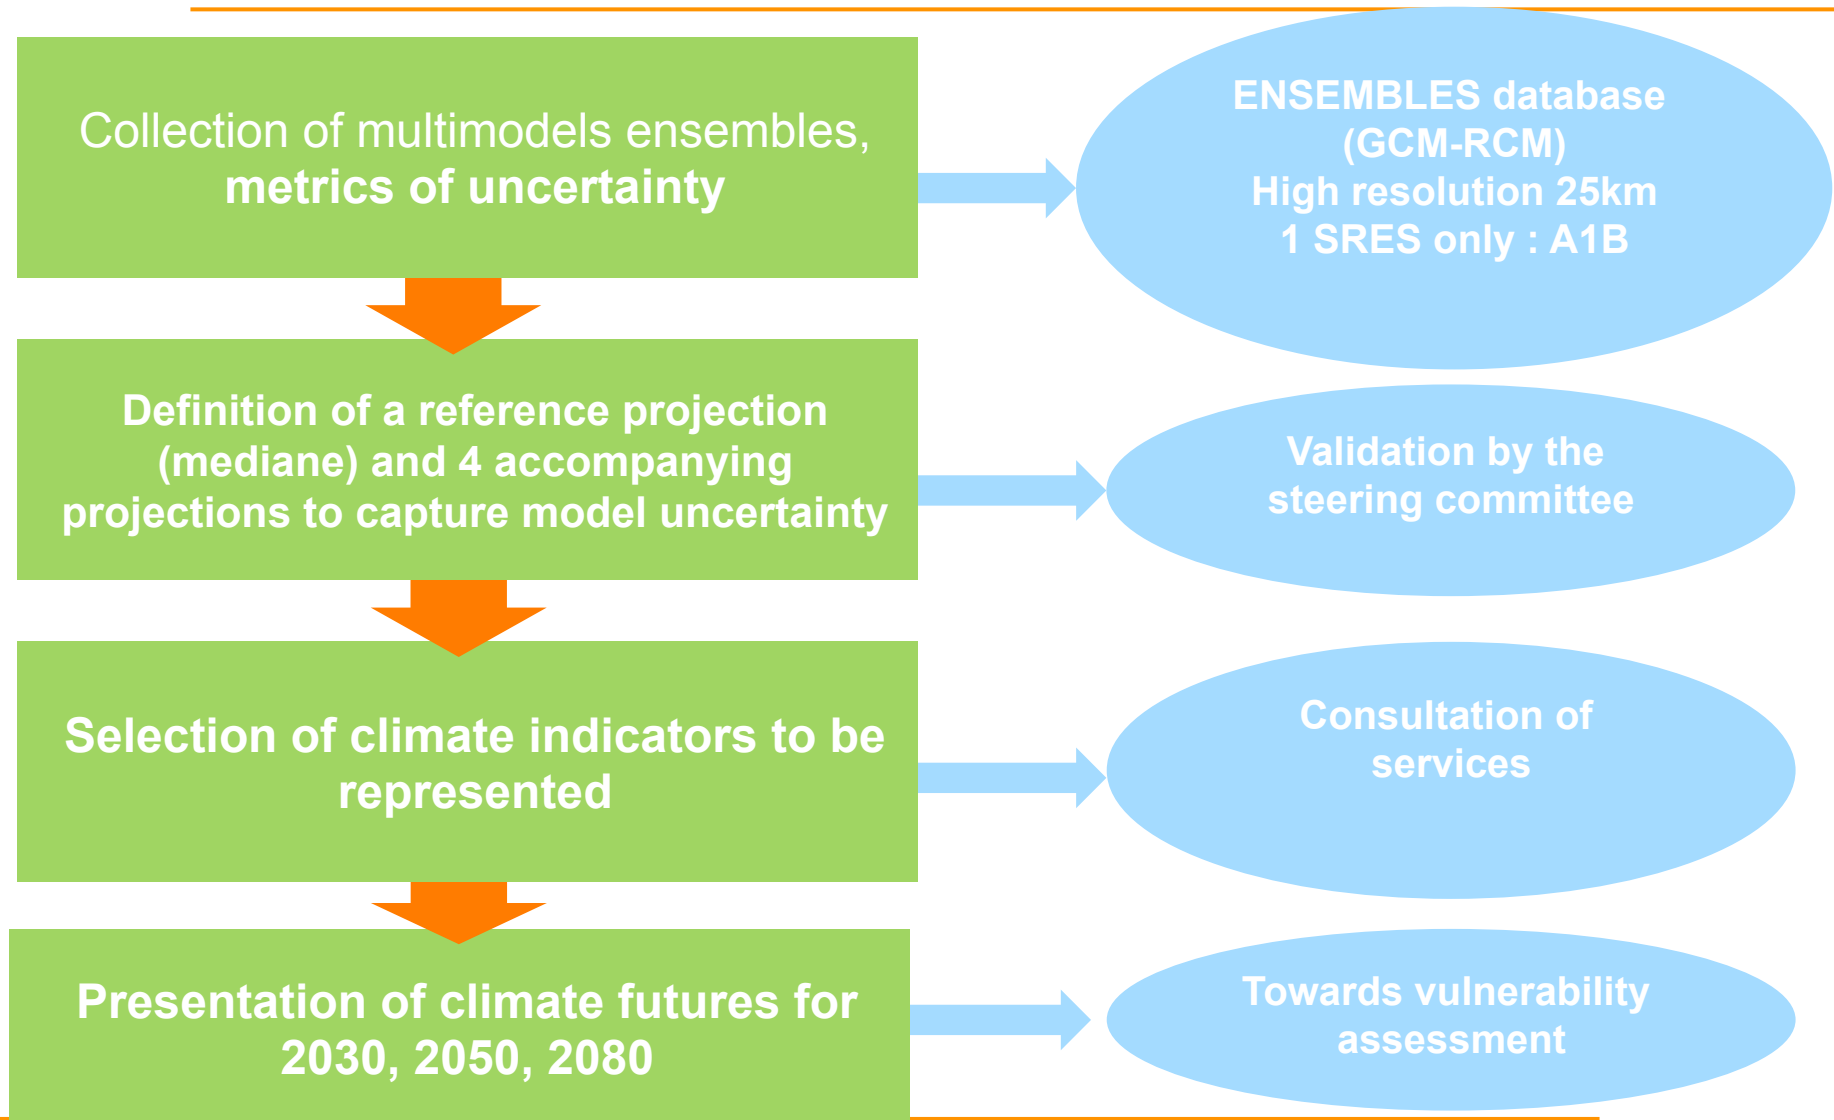 Collection of multimodels ensembles,
metrics of uncertainty
ENSEMBLES database
(GCM-RCM)
High resolution 25km
1 SRES only : A1B
Definition of a reference projection
(mediane) and 4 accompanying
projections to capture model uncertainty
Validation by the
steering committee
Selection of climate indicators to be
represented
Consultation of
services
Presentation of climate futures for
2030, 2050, 2080
Towards vulnerability
assessment